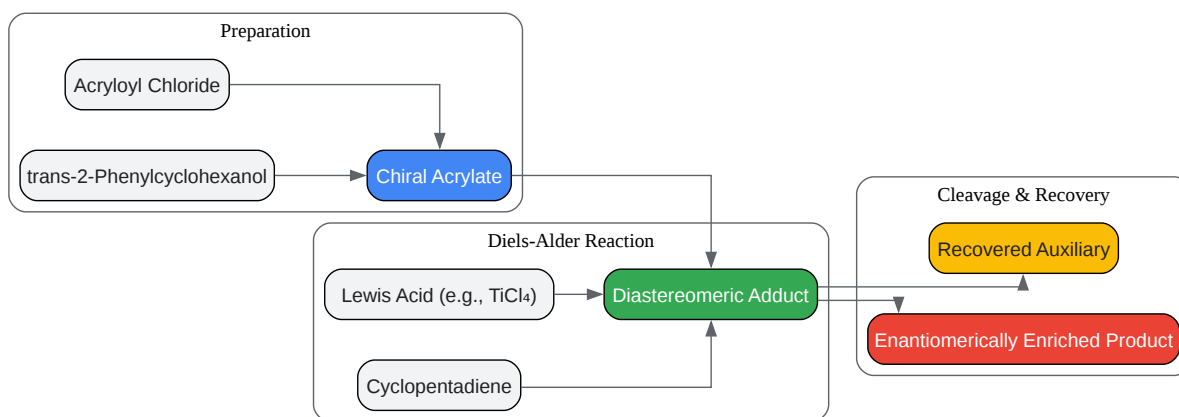 Preparation
Acryloyl Chloride
trans-2-Phenylcyclohexanol
Chiral Acrylate
Diels-Alder Reaction
Lewis Acid (e.g., TiCl₄)
Diastereomeric Adduct
Cyclopentadiene
Cleavage & Recovery
Recovered Auxiliary
Enantiomerically Enriched Product